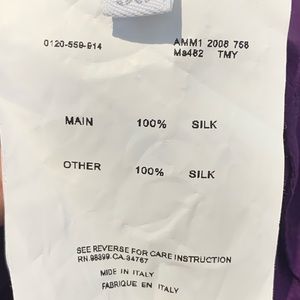 0120-559-914 AMM1 2008 758
Ms482 TMY
MAIN 100% SILK
OTHER 100% SILK
SEE REVERSE FOR CARE INSTRUCTION
RN.98399.CA.34767
MADE IN ITALY
FABRIQUE EN ITALY